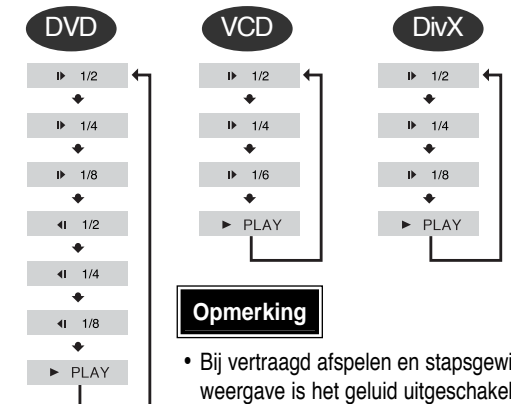 DVD
VCD
DivX
1/2
1/4
1/8
1/2
1/4
1/8
► PLAY
1/2
1/4
1/6
► PLAY
1/2
1/4
1/8
► PLAY
Opmerking
• Bij vertraagd afspelen en
weergave is het geluid